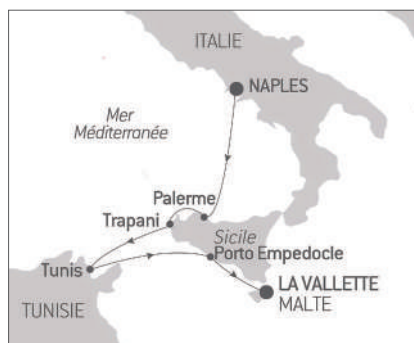 ITALIE
NAPLES
Mer
Méditerranée
Palerme
Trapani
Sicile
Porto Empedocle
Tunis
LA VALLETTE
MALTE
TUNISIE